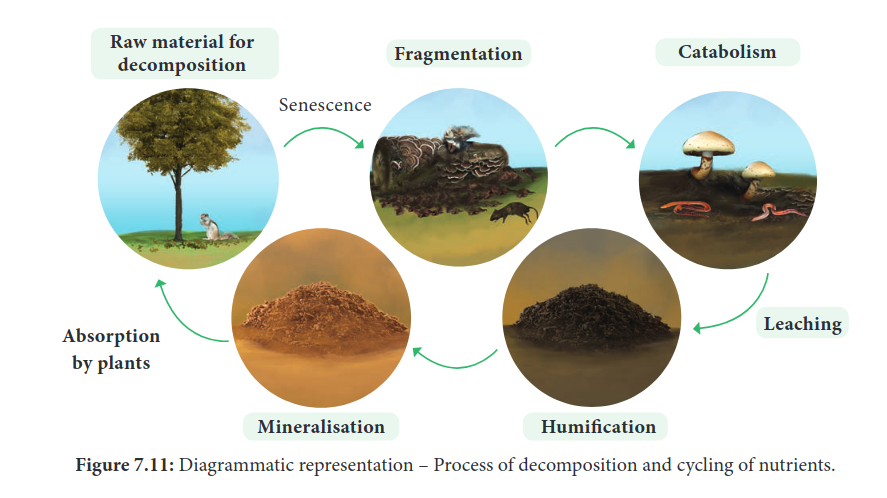 Raw material for
decomposition
Senescence
Fragmentation
Catabolism
Leaching
Absorption
by plants
Mineralisation
Humification
Figure 7.11: Diagrammatic representation – Process of decomposition and cycling of nutrients.